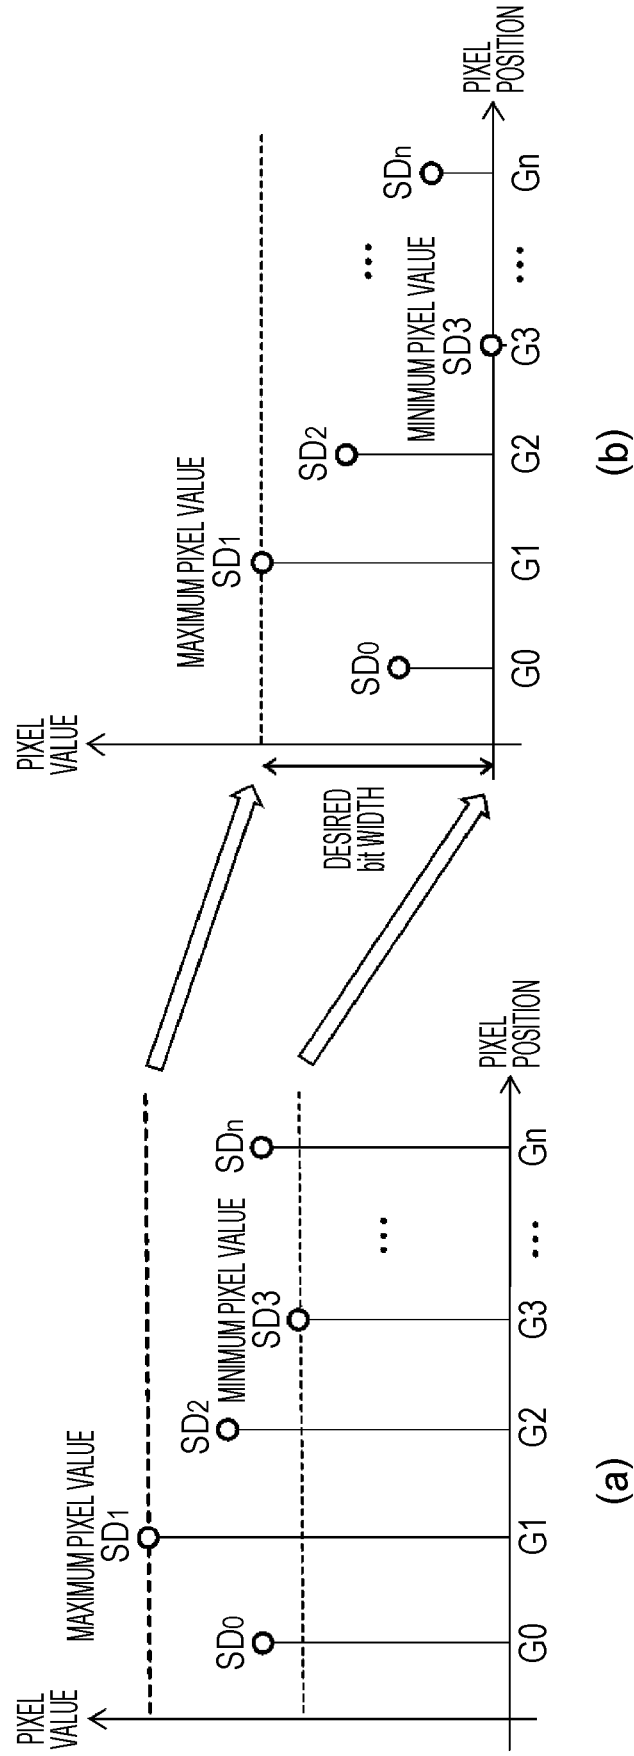 PIXEL
VALUE
MAXIMUM PIXEL VALUE
SD1
SD0
SD2
MINIMUM PIXEL VALUE
SD3
SDn
...
G0
G1
G2
G3
...
Gn
PIXEL
POSITION
(a)
DESIRED
bit WIDTH
PIXEL
VALUE
MAXIMUM PIXEL VALUE
SD1
SD0
SD2
MINIMUM PIXEL VALUE
SD3
SDn
...
G0
G1
G2
G3
...
Gn
PIXEL
POSITION
(b)